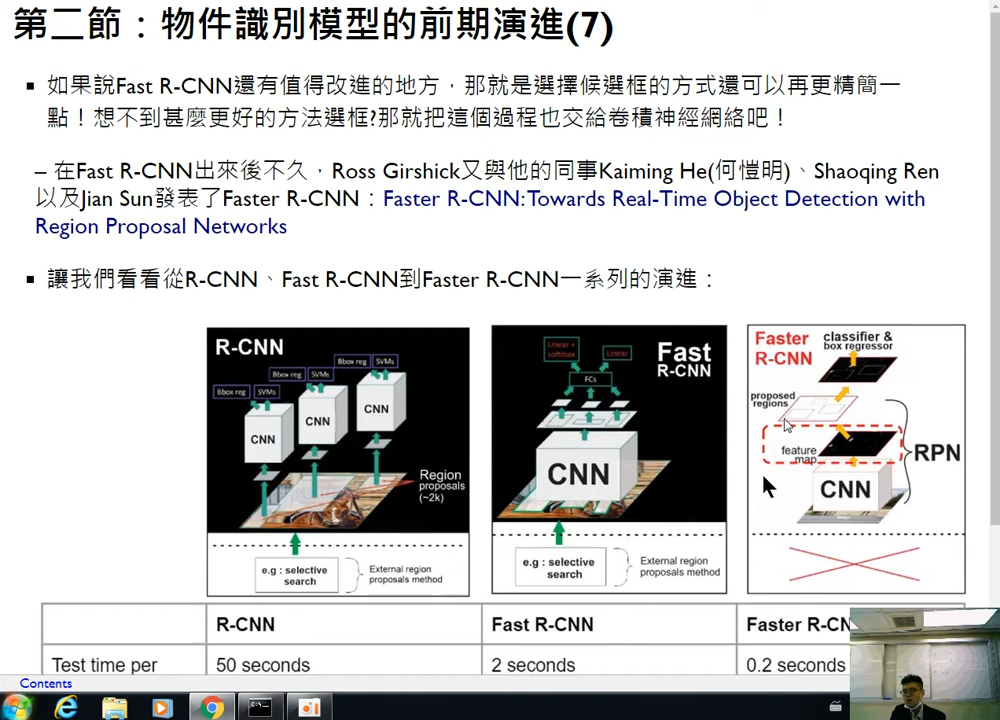 第二節：物件識別模型的前期演進(7)
如果說Fast R-CNN還有值得改進的地方，那就是選擇候選框的方式還可以再更精簡一
點！想不到甚麼更好的方法選框?那就把這個過程也交給卷積神經網絡吧！
– 在Fast R-CNN出來後不久，Ross Girshick又與他的同事Kaiming He(何愷明)、Shaoqing Ren
以及Jian Sun發表了Faster R-CNN：Faster R-CNN: Towards Real-Time Object Detection with
Region Proposal Networks
讓我們看看從R-CNN、Fast R-CNN到Faster R-CNN一系列的演進：
R-CNN
Bbox reg SVMs
Bbox reg SVMs
Bbox reg SVMs
CNN
CNN
CNN
Region
proposals
(~2k)
e.g : selective
search
External region
proposals method
Fast
R-CNN
Linear +
softmax
Linear
FCs
CNN
e.g : selective
search
External region
proposals method
Faster
R-CNN
classifier &
box regressor
proposed
regions
feature
map
CNN
RPN
R-CNN Fast R-CNN Faster R-CN
Test time per 50 seconds 2 seconds 0.2 seconds
Contents